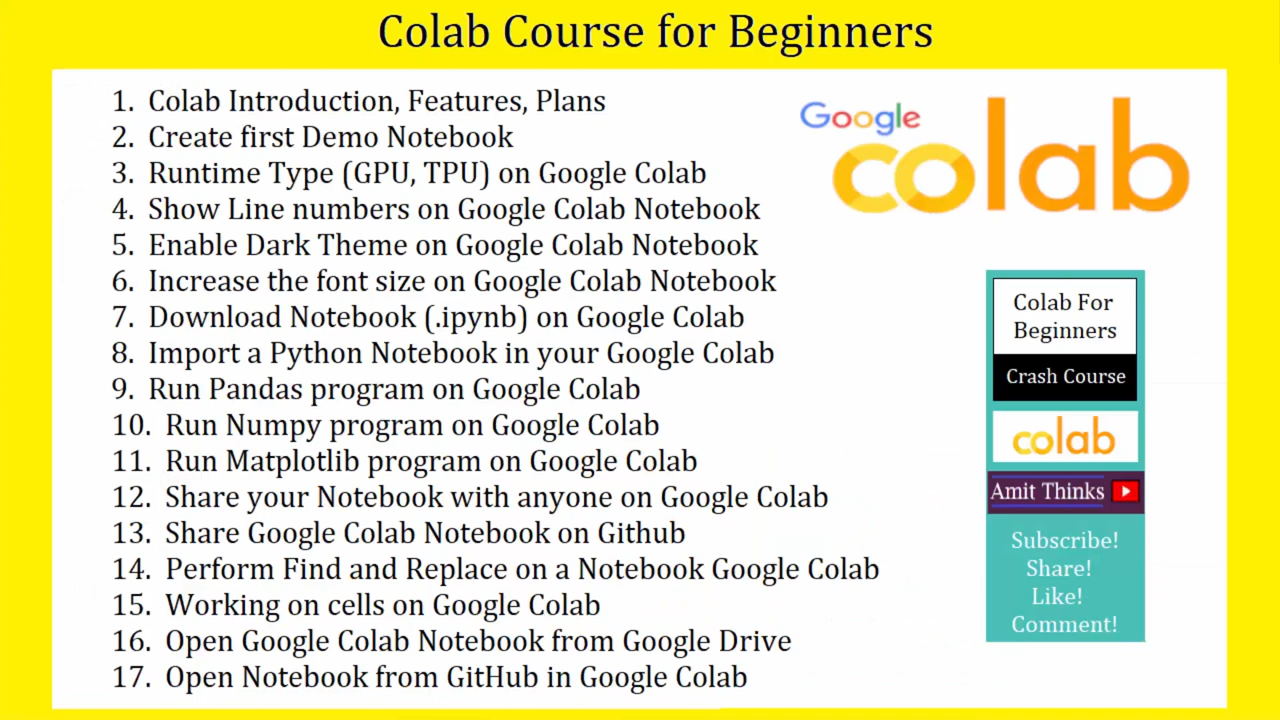 Colab Course for Beginners
1. Colab Introduction, Features, Plans
2. Create first Demo Notebook
3. Runtime Type (GPU, TPU) on Google Colab
4. Show Line numbers on Google Colab Notebook
5. Enable Dark Theme on Google Colab Notebook
6. Increase the font size on Google Colab Notebook
7. Download Notebook (.ipynb) on Google Colab
8. Import a Python Notebook in your Google Colab
9. Run Pandas program on Google Colab
10. Run Numpy program on Google Colab
11. Run Matplotlib program on Google Colab
12. Share your Notebook with anyone on Google Colab
13. Share Google Colab Notebook on Github
14. Perform Find and Replace on a Notebook Google Colab
15. Working on cells on Google Colab
16. Open Google Colab Notebook from Google Drive
17. Open Notebook from GitHub in Google Colab
Google
colab
Colab For
Beginners
Crash Course
colab
Amit Thinks
Subscribe!
Share!
Like!
Comment!